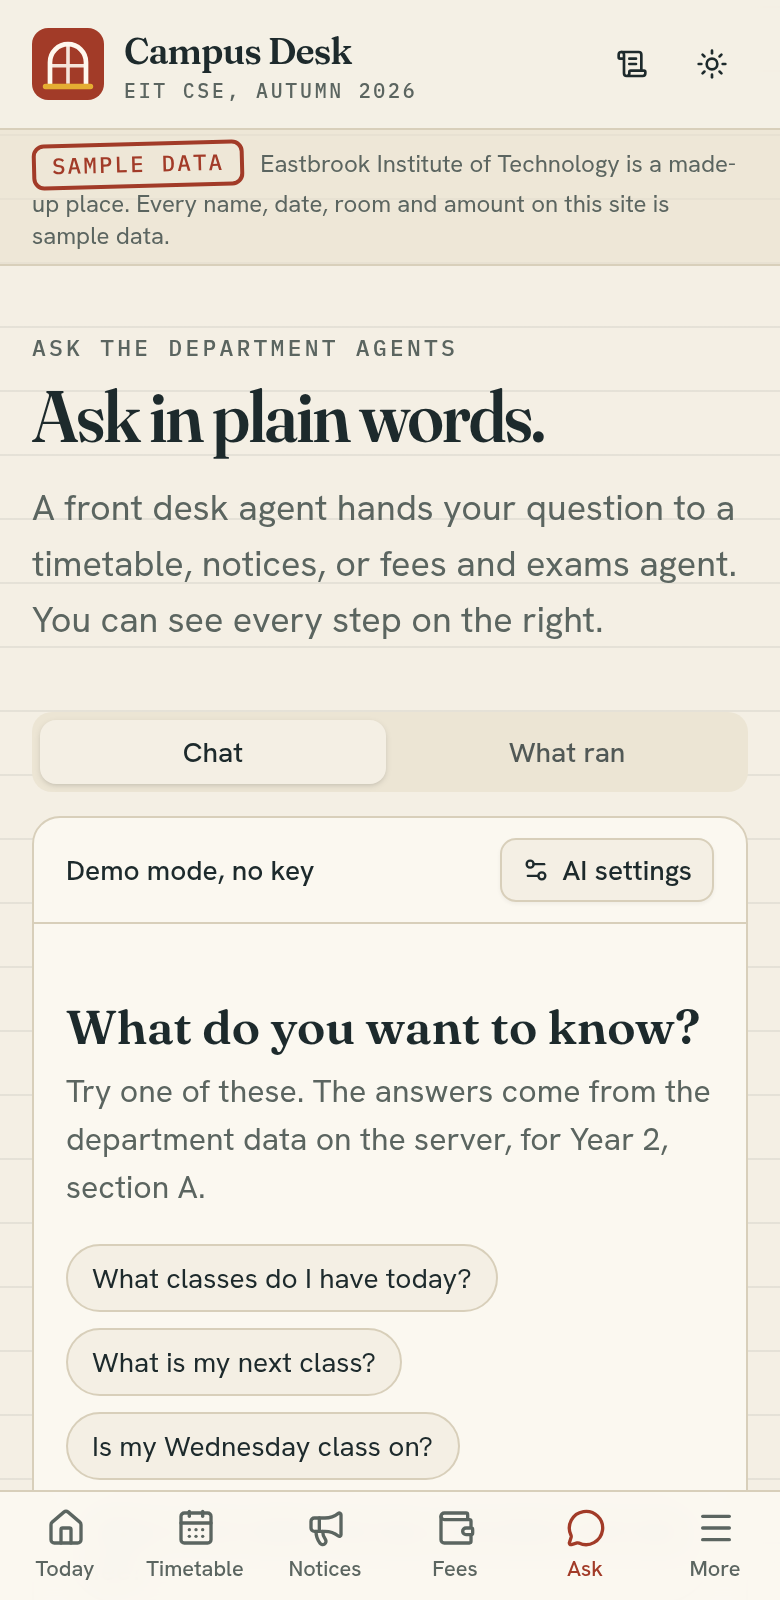 Campus Desk
EIT CSE, AUTUMN 2026
SAMPLE DATA Eastbrook Institute of Technology is a made-
up place. Every name, date, room and amount on this site is
sample data.
ASK THE DEPARTMENT AGENTS
Ask in plain words.
A front desk agent hands your question to a
timetable, notices, or fees and exams agent.
You can see every step on the right.
Chat What ran
Demo mode, no key AI settings
What do you want to know?
Try one of these. The answers come from the
department data on the server, for Year 2,
section A.
What classes do I have today?
What is my next class?
Is my Wednesday class on?
Today Timetable Notices Fees Ask More